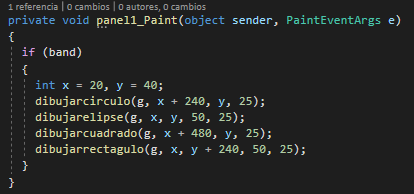 1 referencia | 0 cambios | 0 autores, 0 cambios
private void panel1_Paint(object sender, PaintEventArgs e)
{
if (band)
{
int x = 20, y = 40;
dibujarcirculo(g, x + 240, y, 25);
dibujarelipse(g, x, y, 50, 25);
dibujarcuadrado(g, x + 480, y, 25);
dibujarrectagulo(g, x, y + 240, 50, 25);
}
}